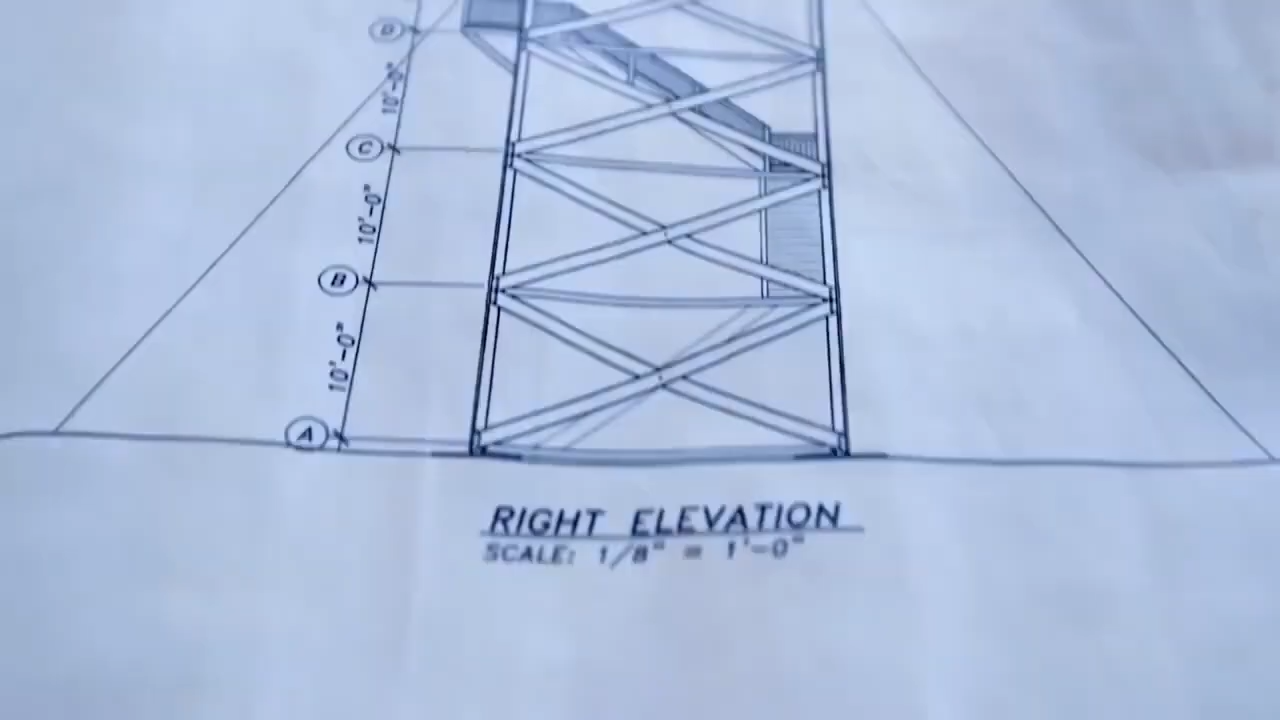 D
10'-0"
C
10'-0"
B
10'-0"
A
RIGHT ELEVATION
SCALE: 1/8" = 1'-0"